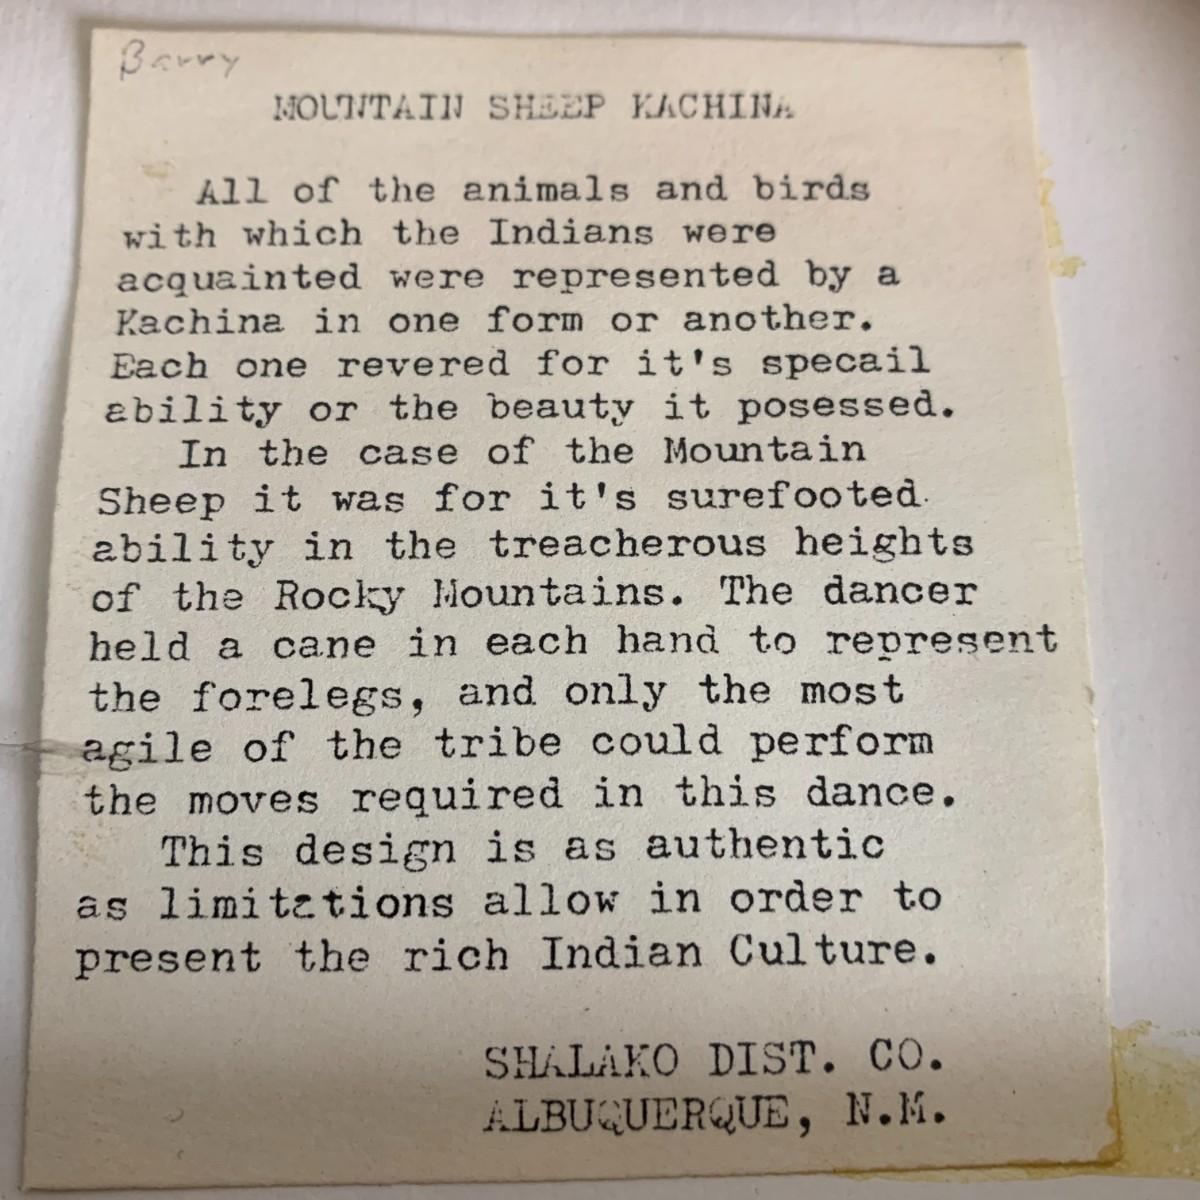 Barry
MOUNTAIN SHEEP KACHINA
All of the animals and birds
with which the Indians were
acquainted were represented by a
Kachina in one form or another.
Each one revered for it's specail
ability or the beauty it posessed.
In the case of the Mountain
Sheep it was for it's surefooted
ability in the treacherous heights
of the Rocky Mountains. The dancer
held a cane in each hand to represent
the forelegs, and only the most
agile of the tribe could perform
the moves required in this dance.
This design is as authentic
as limitations allow in order to
present the rich Indian Culture.
SHALAKO DIST. CO.
ALBUQUERQUE, N.M.